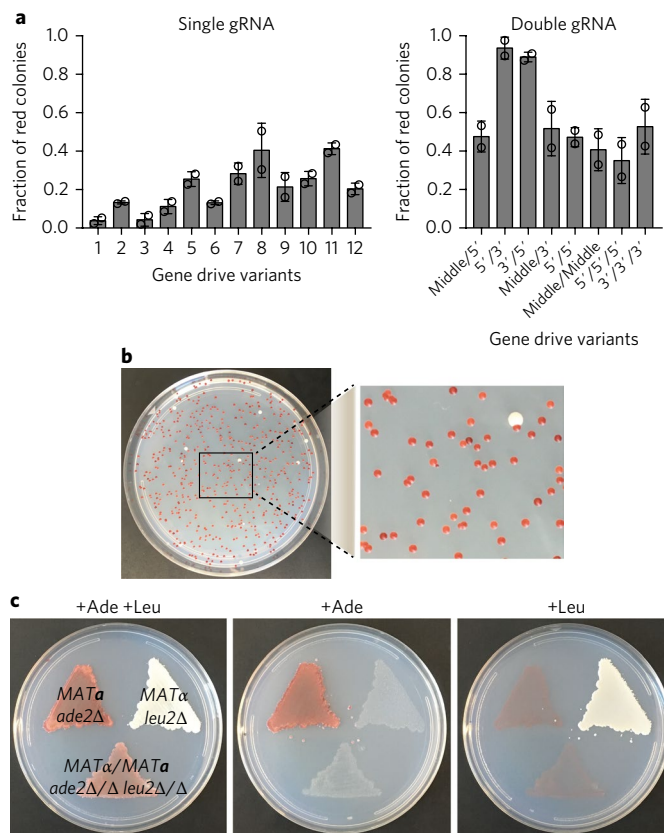 a
Single gRNA
Double gRNA
Fraction of red colonies
1.0
0.8
0.6
0.4
0.2
0.0
1 2 3 4 5 6 7 8 9 10 11 12
Gene drive variants
Fraction of red colonies
1.0
0.8
0.6
0.4
0.2
0.0
Middle/5′
5′/3′
3′/5′
Middle/3′
5′/5′
Middle/Middle
5′/5′/5′
3′/3′/3′
Gene drive variants
b
c
+Ade +Leu
+Ade
+Leu
MATa
ade2Δ
MATα
leu2Δ
MATα/MATa
ade2Δ/Δ leu2Δ/Δ